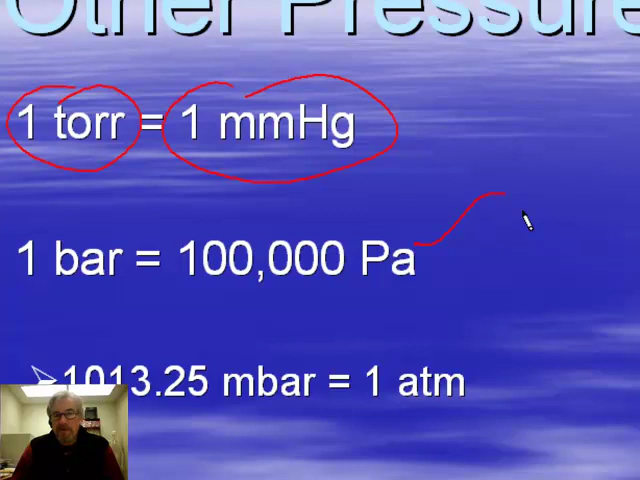 Other Pressure
1 torr = 1 mmHg
1 bar = 100,000 Pa
1013.25 mbar = 1 atm